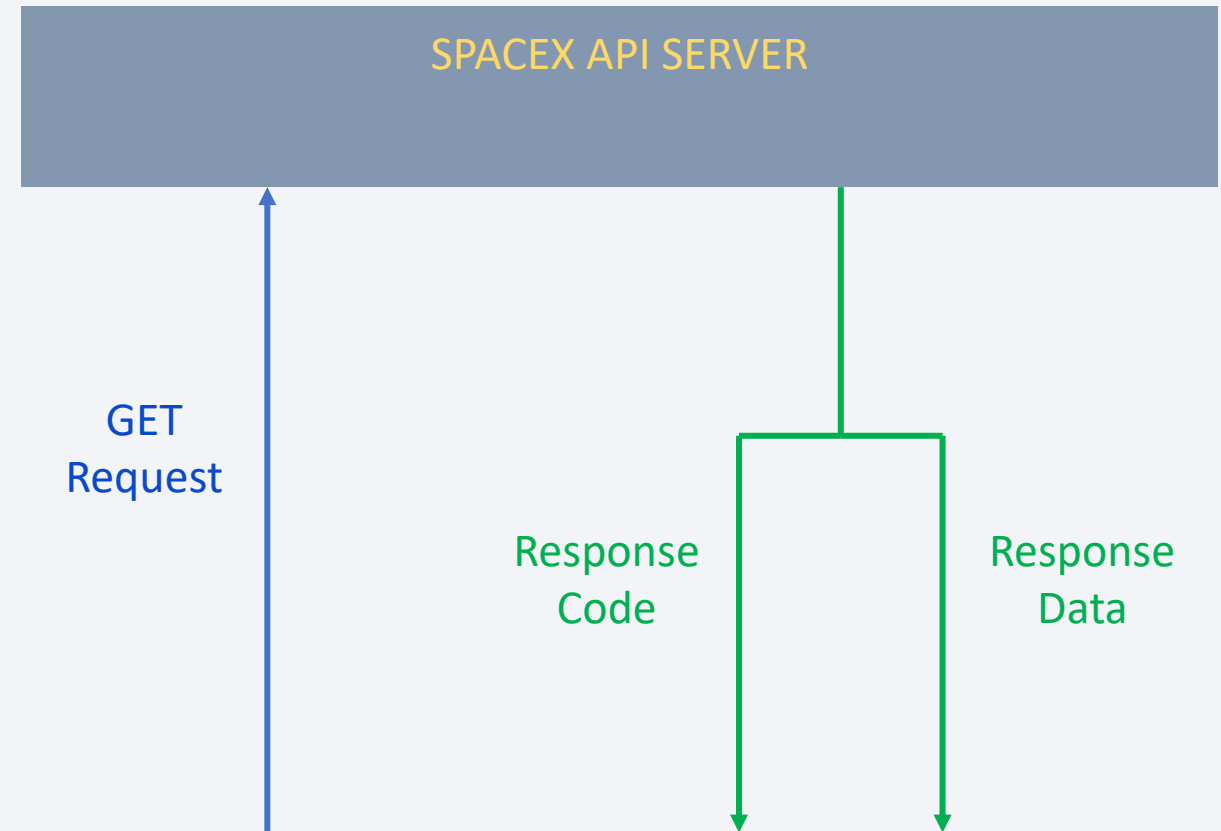 SPACEX API SERVER
GET
Request
Response
Code
Response
Data